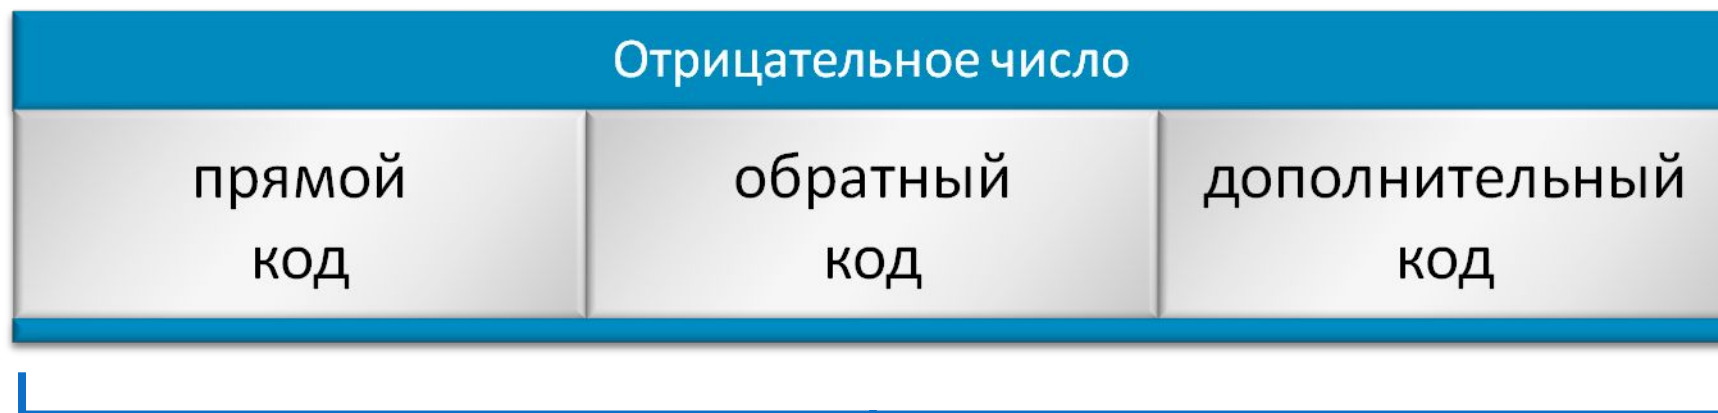 Отрицательное число
прямой
код
обратный
код
дополнительный
код